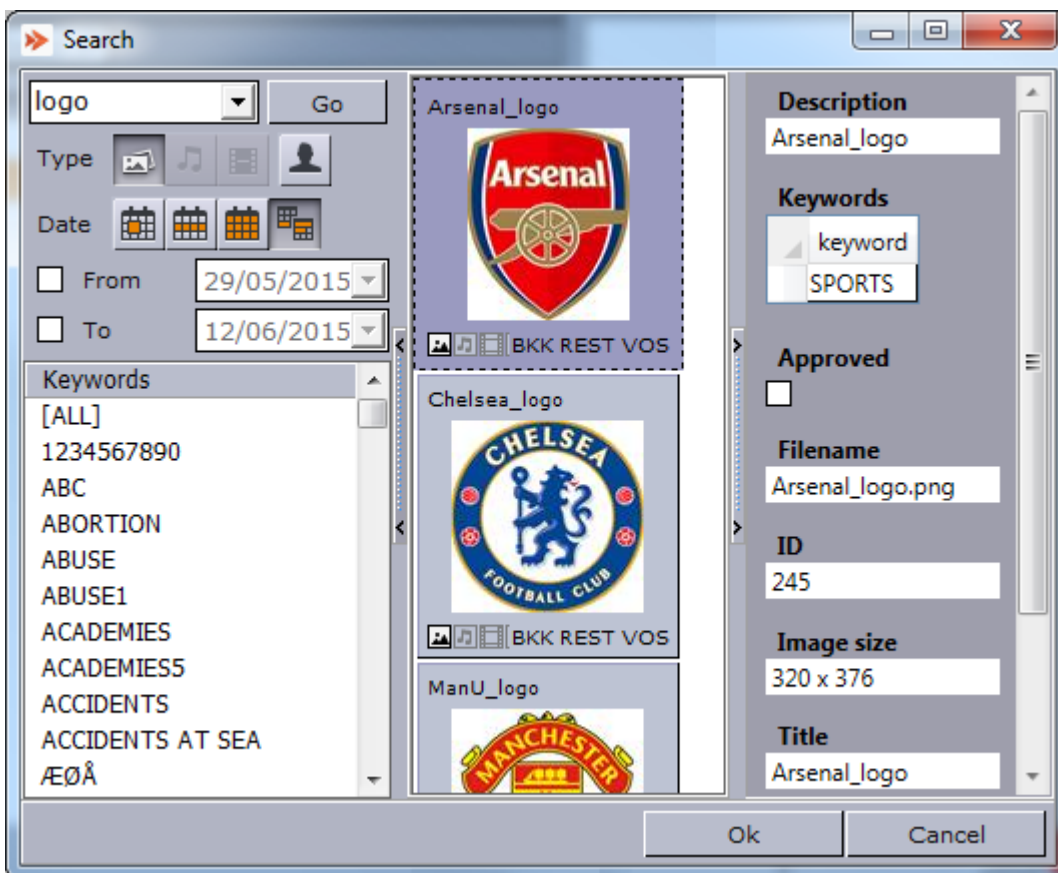 Search
logo
Go
Type
Date
From 29/05/2015
To 12/06/2015
Keywords
[ALL]
1234567890
ABC
ABORTION
ABUSE
ABUSE1
ACADEMIES
ACADEMIES5
ACCIDENTS
ACCIDENTS AT SEA
ÆØÅ
Arsenal_logo
Arsenal
BKK REST VOS
Chelsea_logo
CHELSEA
FOOTBALL CLUB
BKK REST VOS
ManU_logo
MANCHESTER
Description
Arsenal_logo
Keywords
keyword
SPORTS
Approved
Filename
Arsenal_logo.png
ID
245
Image size
320 x 376
Title
Arsenal_logo
Ok
Cancel